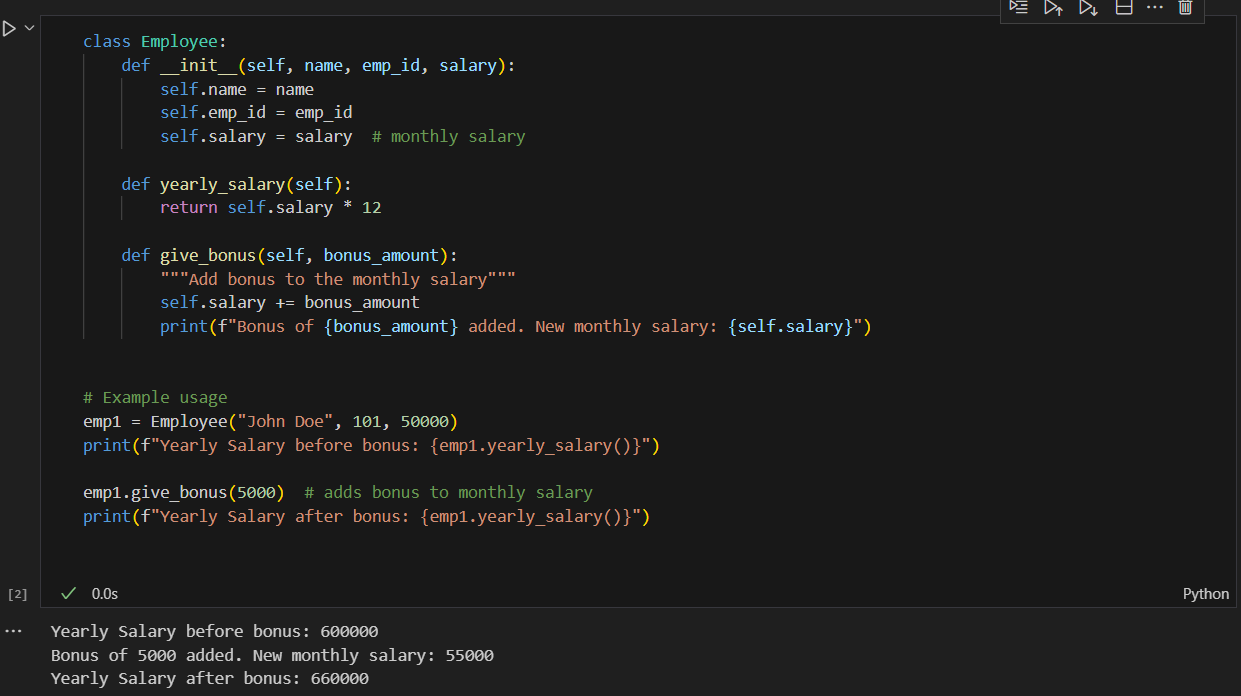 class Employee:
    def __init__(self, name, emp_id, salary):
        self.name = name
        self.emp_id = emp_id
        self.salary = salary  # monthly salary

    def yearly_salary(self):
        return self.salary * 12

    def give_bonus(self, bonus_amount):
        """Add bonus to the monthly salary"""
        self.salary += bonus_amount
        print(f"Bonus of {bonus_amount} added. New monthly salary: {self.salary}")

# Example usage
emp1 = Employee("John Doe", 101, 50000)
print(f"Yearly Salary before bonus: {emp1.yearly_salary()}")

emp1.give_bonus(5000)  # adds bonus to monthly salary
print(f"Yearly Salary after bonus: {emp1.yearly_salary()}")

[2] 0.0s Python
Yearly Salary before bonus: 600000
Bonus of 5000 added. New monthly salary: 55000
Yearly Salary after bonus: 660000